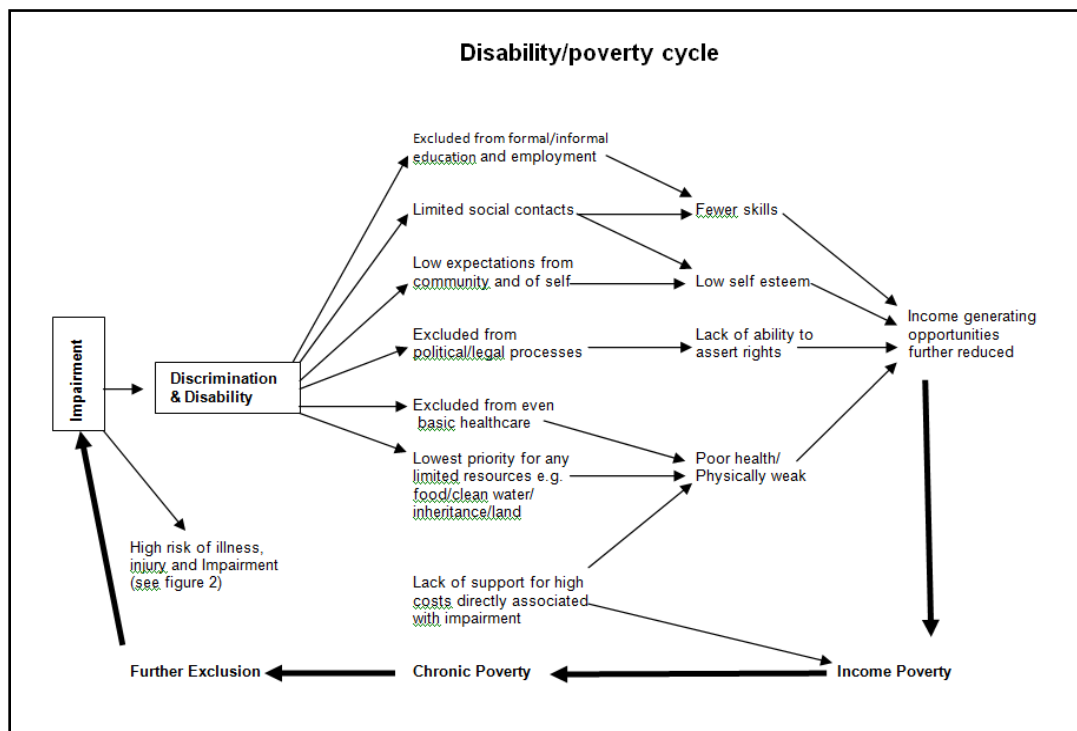 Disability/poverty cycle
Excluded from formal/informal
education and employment
Limited social contacts
Fewer skills
Low expectations from
community and of self
Low self esteem
Income generating
opportunities
further reduced
Excluded from
political/legal processes
Lack of ability to
assert rights
Impairment
Discrimination
& Disability
Excluded from even
basic healthcare
Lowest priority for any
limited resources e.g.
food/clean water/
inheritance/land
Poor health/
Physically weak
High risk of illness,
injury and Impairment
(see figure 2)
Lack of support for high
costs directly associated
with impairment
Further Exclusion
Chronic Poverty
Income Poverty